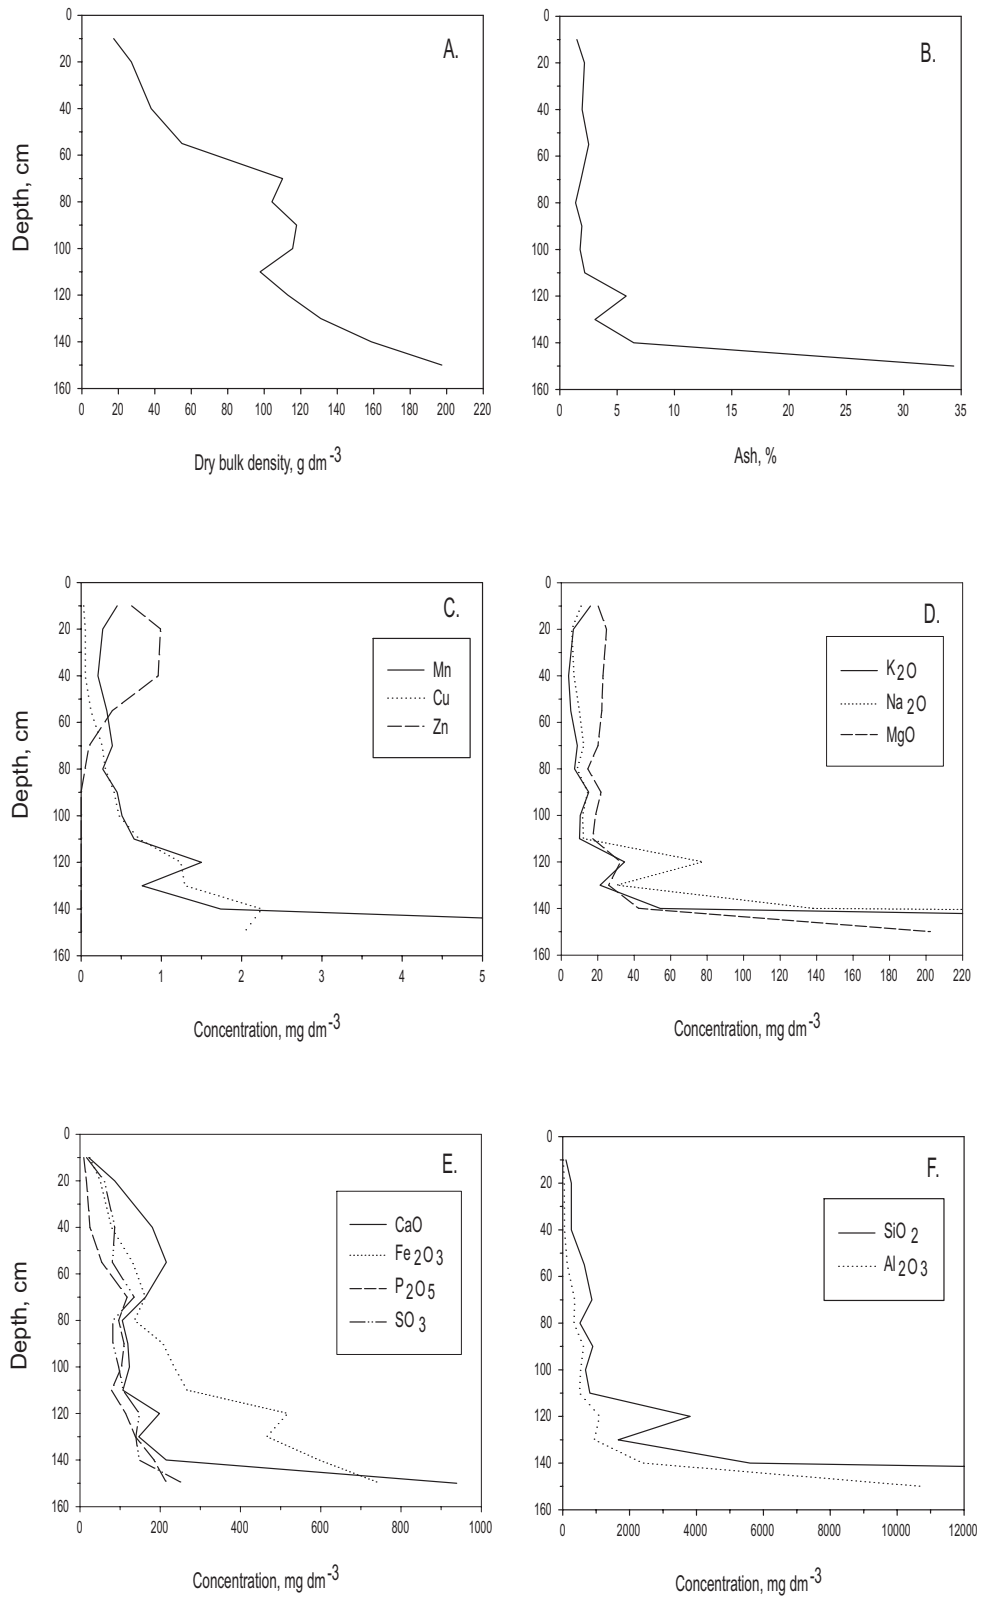 A.
0
20
40
60
80
100
120
140
160
Depth, cm
0 20 40 60 80 100 120 140 160 180 200 220
Dry bulk density, g dm-3
B.
0
20
40
60
80
100
120
140
160
0 5 10 15 20 25 30 35
Ash, %
C.
Mn
Cu
Zn
0
20
40
60
80
100
120
140
160
Depth, cm
0 1 2 3 4 5
Concentration, mg dm-3
D.
K2O
Na2O
MgO
0
20
40
60
80
100
120
140
160
0 20 40 60 80 100 120 140 160 180 200 220
Concentration, mg dm-3
E.
CaO
Fe2O3
P2O5
SO3
0
20
40
60
80
100
120
140
160
Depth, cm
0 200 400 600 800 1000
Concentration, mg dm-3
F.
SiO2
Al2O3
0
20
40
60
80
100
120
140
160
0 2000 4000 6000 8000 10000 12000
Concentration, mg dm-3